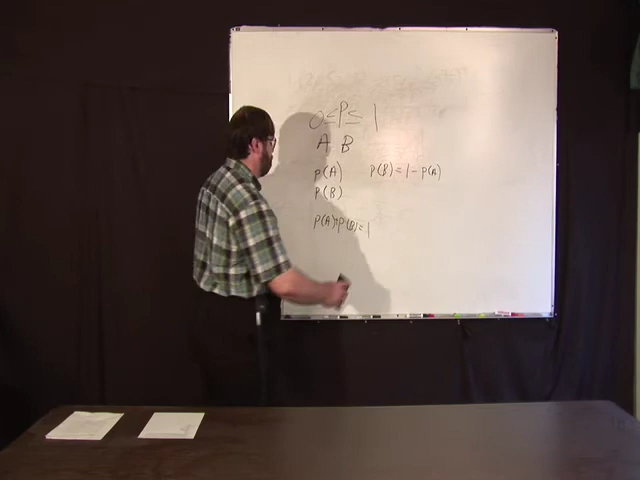 0≤P≤ 1
A B
P(A) P(B) = 1 - P(A)
P(B)
P(A)+P(B)=1